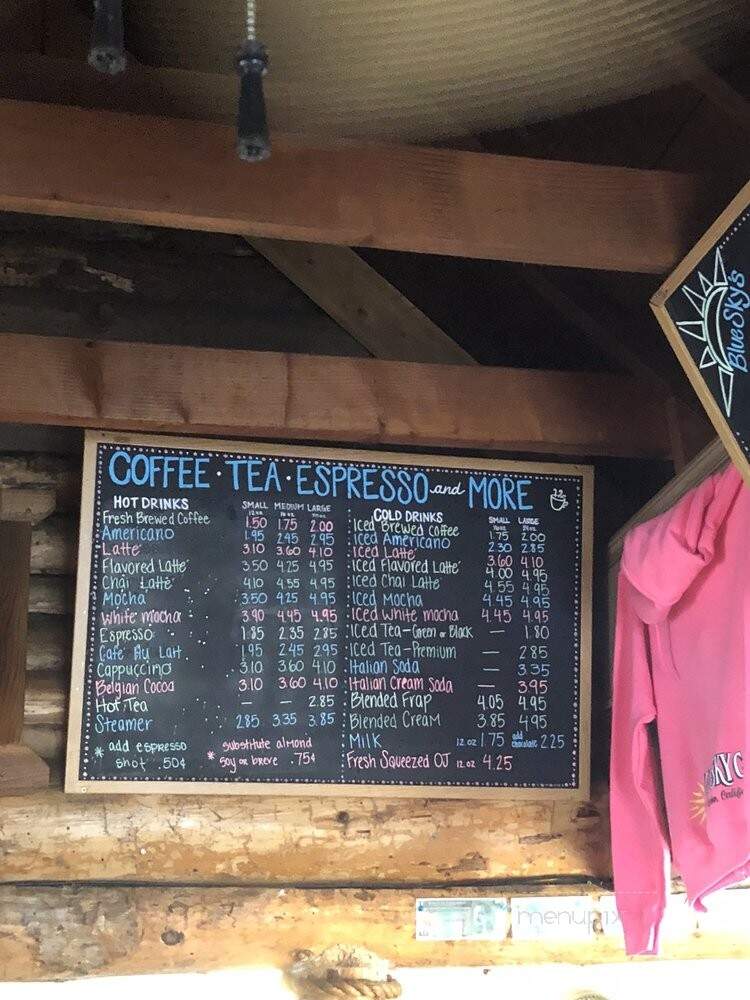 BlueSky's
COFFEE · TEA · ESPRESSO and MORE
HOT DRINKS SMALL MEDIUM LARGE
12 oz 16 oz 20 oz
Fresh Brewed Coffee 1.50 1.75 2.00
Americano 1.95 2.45 2.95
Latte 3.10 3.60 4.10
Flavored Latte 3.50 4.25 4.95
Chai Latte 4.10 4.55 4.95
Mocha 3.50 4.25 4.95
White mocha 3.90 4.45 4.95
Espresso 1.85 2.35 2.85
Cafe Au Lait 1.95 2.45 2.95
Cappuccino 3.10 3.60 4.10
Belgian Cocoa 3.10 3.60 4.10
Hot Tea — — 2.85
Steamer 2.85 3.35 3.85
* add espresso
shot .50¢
* substitute almond
soy or breve .75¢
COLD DRINKS SMALL LARGE
Iced Brewed Coffee 1.75 2.00
Iced Americano 2.30 2.85
Iced Latte 3.60 4.10
Iced Flavored Latte 4.00 4.95
Iced Chai Latte 4.55 4.95
Iced Mocha 4.45 4.95
Iced White mocha 4.45 4.95
Iced Tea - Green or Black — 1.80
Iced Tea - Premium — 2.85
Italian Soda — 3.35
Italian Cream Soda — 3.95
Blended Frap 4.05 4.95
Blended Cream 3.85 4.95
Milk 12 oz 1.75 add chocolate 2.25
Fresh Squeezed OJ 12 oz 4.25
menupix